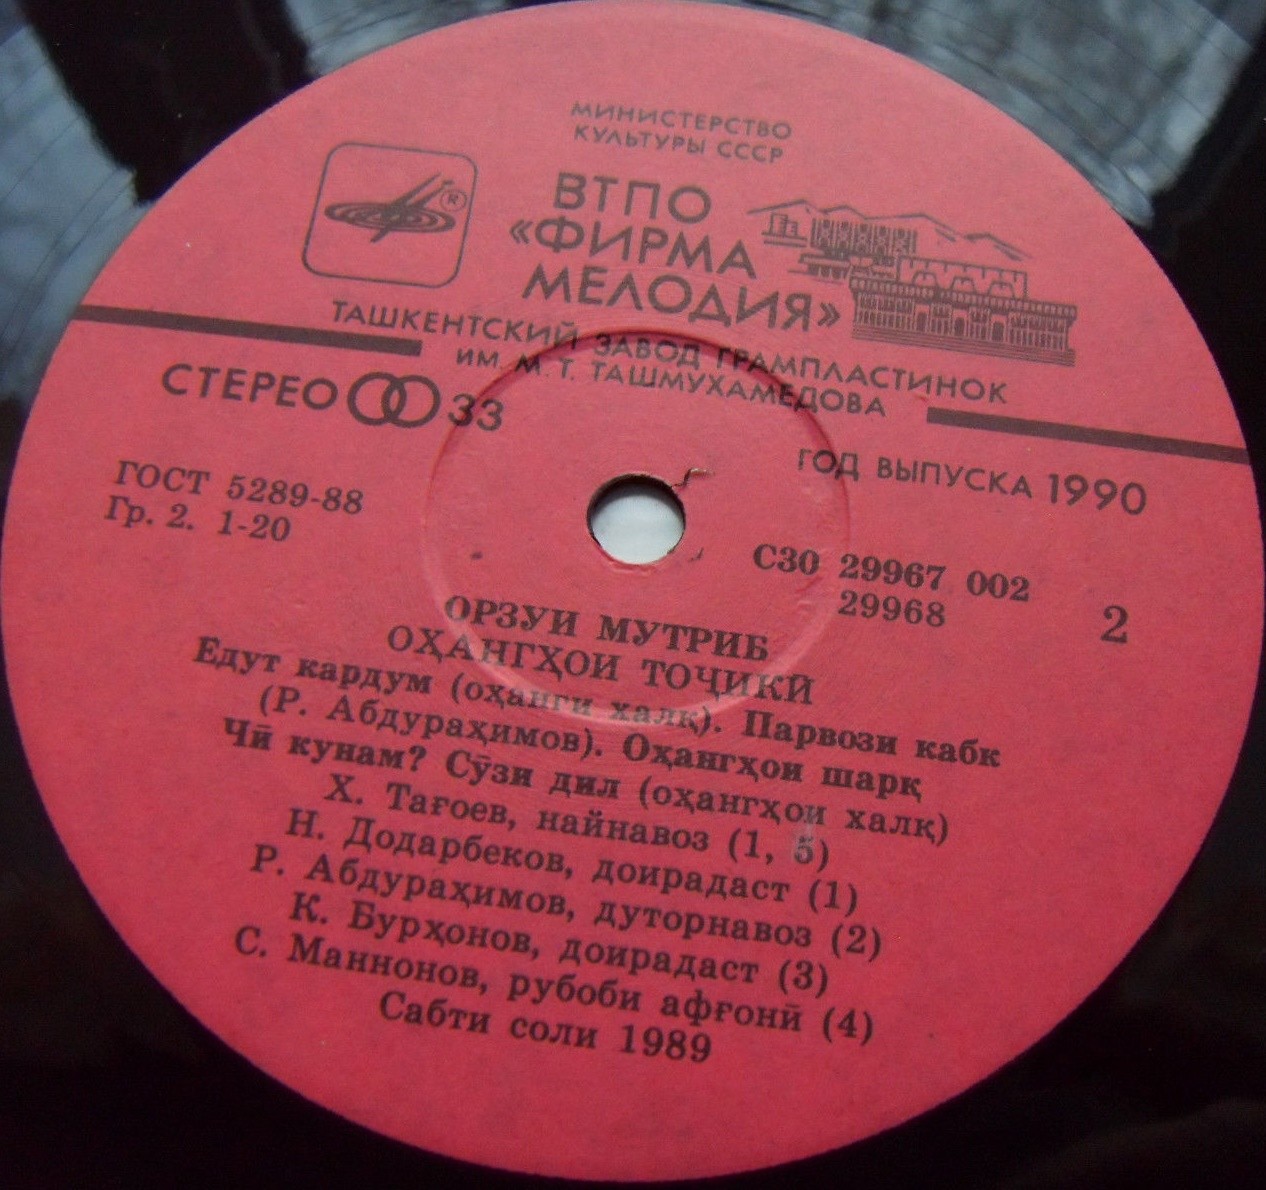 МИНИСТЕРСТВО
КУЛЬТУРЫ СССР
®
ВТПО
«ФИРМА
МЕЛОДИЯ»
ТАШКЕНТСКИЙ ЗАВОД ГРАМПЛАСТИНОК
ИМ. М. Т. ТАШМУХАМЕДОВА
СТЕРЕО 33
ГОД ВЫПУСКА 1990
ГОСТ 5289-88
Гр. 2. 1-20
С30 29967 002
29968
2
ОРЗУИ МУТРИБ
ОҲАНГҲОИ ТОҶИКӢ
Едут кардум (оҳанги халқ). Парвози кабк
(Р. Абдураҳимов). Оҳангҳои шарқ
Чӣ кунам? Сӯзи дил (оҳангҳои халқ)
Х. Тағоев, найнавоз (1, 5)
Н. Додарбеков, доирадаст (1)
Р. Абдураҳимов, дуторнавоз (2)
К. Бурҳонов, доирадаст (3)
С. Маннонов, рубоби афғонӣ (4)
Сабти соли 1989